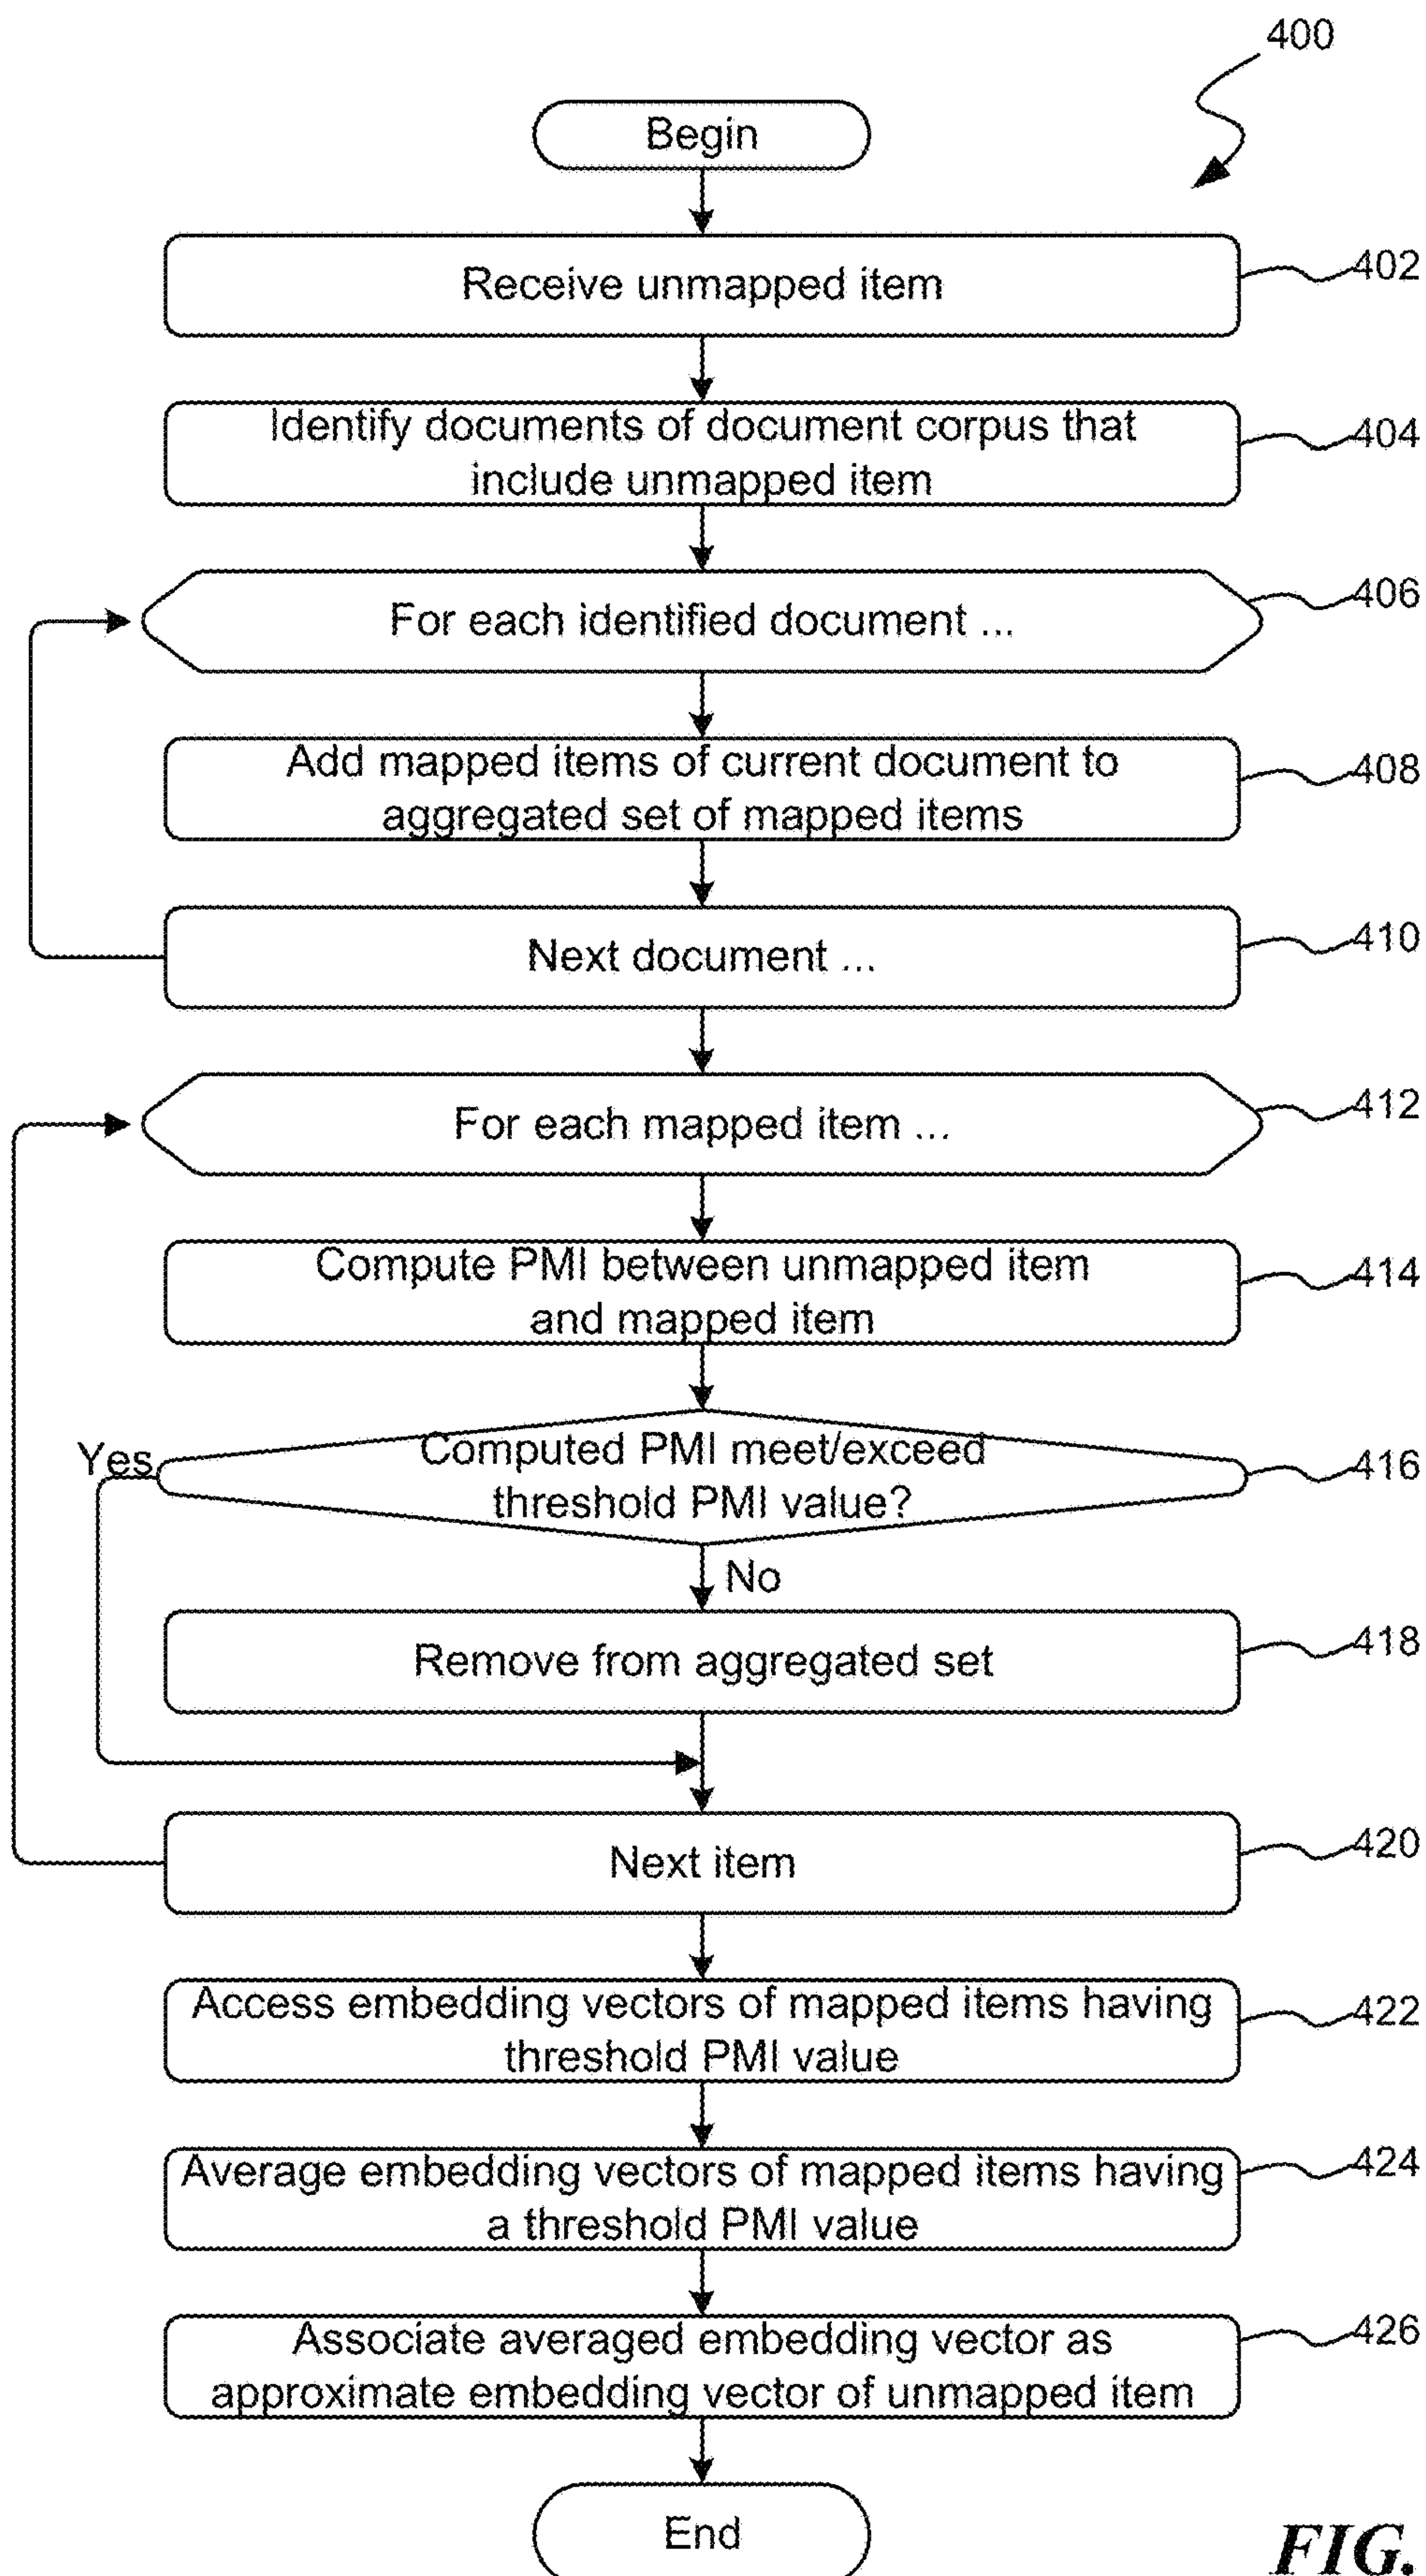 400
Begin
Receive unmapped item
402
Identify documents of document corpus that
include unmapped item
404
For each identified document ...
406
Add mapped items of current document to
aggregated set of mapped items
408
Next document ...
410
For each mapped item ...
412
Compute PMI between unmapped item
and mapped item
414
Yes
Computed PMI meet/exceed
threshold PMI value?
416
No
Remove from aggregated set
418
Next item
420
Access embedding vectors of mapped items having
threshold PMI value
422
Average embedding vectors of mapped items having
a threshold PMI value
424
Associate averaged embedding vector as
approximate embedding vector of unmapped item
426
End
FIG.